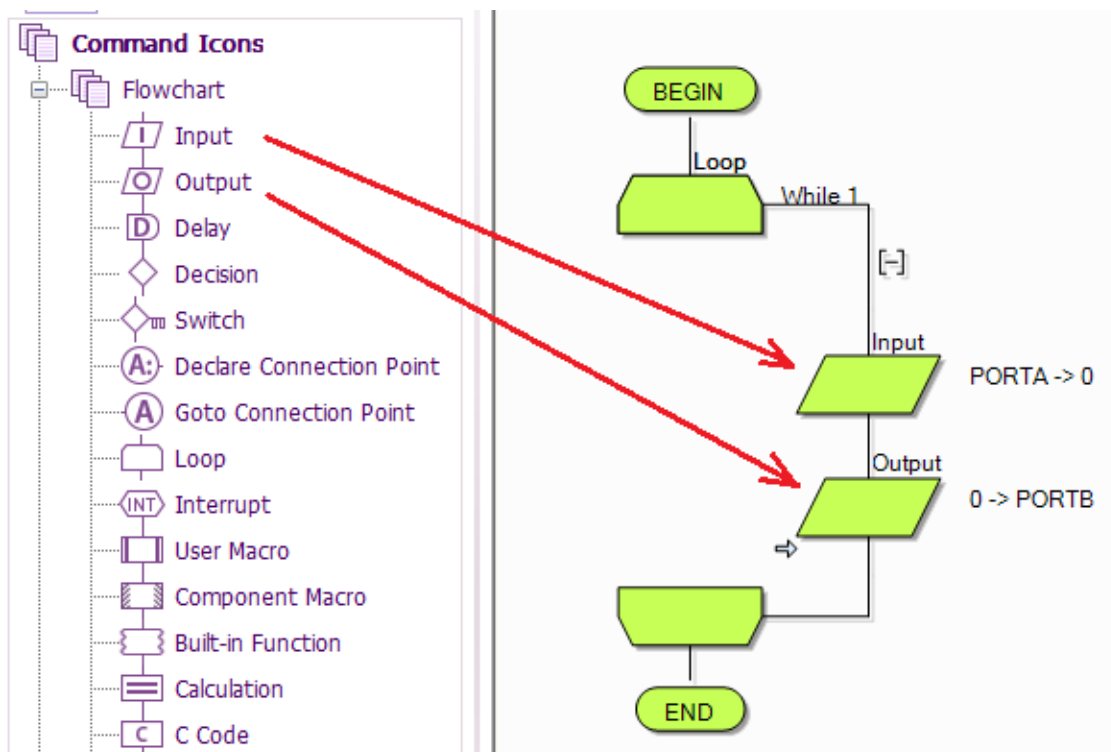 Command Icons
Flowchart
I Input
O Output
D Delay
Decision
Switch
A: Declare Connection Point
A Goto Connection Point
Loop
INT Interrupt
User Macro
Component Macro
Built-in Function
Calculation
C C Code
BEGIN
Loop
While 1
[-]
Input
PORTA -> 0
Output
0 -> PORTB
END